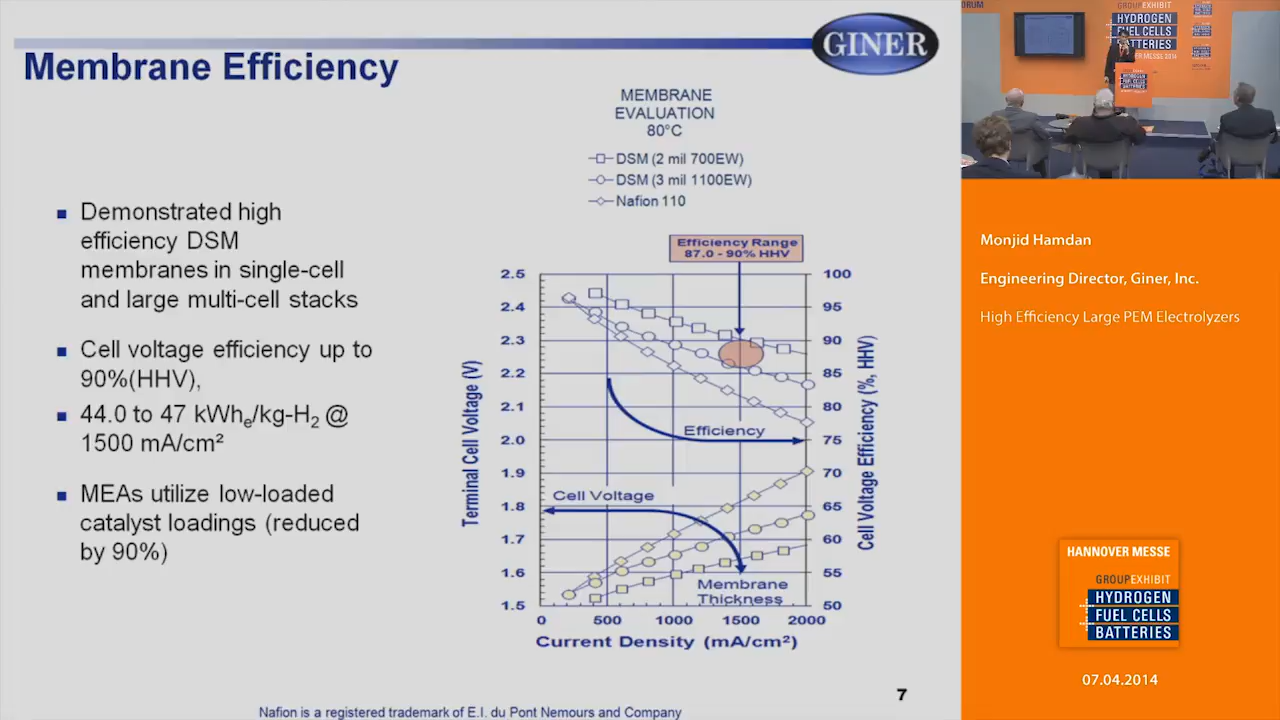 Membrane Efficiency
GINER
MEMBRANE
EVALUATION
80°C
DSM (2 mil 700EW)
DSM (3 mil 1100EW)
Nafion 110
Demonstrated high
efficiency DSM
membranes in single-cell
and large multi-cell stacks
Cell voltage efficiency up to
90%(HHV),
44.0 to 47 kWhe/kg-H2 @
1500 mA/cm²
MEAs utilize low-loaded
catalyst loadings (reduced
by 90%)
Efficiency Range
87.0 - 90% HHV
Terminal Cell Voltage (V)
2.5
2.4
2.3
2.2
2.1
2.0
1.9
1.8
1.7
1.6
1.5
Efficiency
Cell Voltage
Membrane
Thickness
100
95
90
85
80
75
70
65
60
55
50
Cell Voltage Efficiency (%, HHV)
0 500 1000 1500 2000
Current Density (mA/cm²)
7
Nafion is a registered trademark of E.I. du Pont Nemours and Company
ORUM
GROUP EXHIBIT
HYDROGEN
FUEL CELLS
BATTERIES
Monjid Hamdan
Engineering Director, Giner, Inc.
High Efficiency Large PEM Electrolyzers
HANNOVER MESSE
GROUPEXHIBIT
HYDROGEN
FUEL CELLS
BATTERIES
07.04.2014